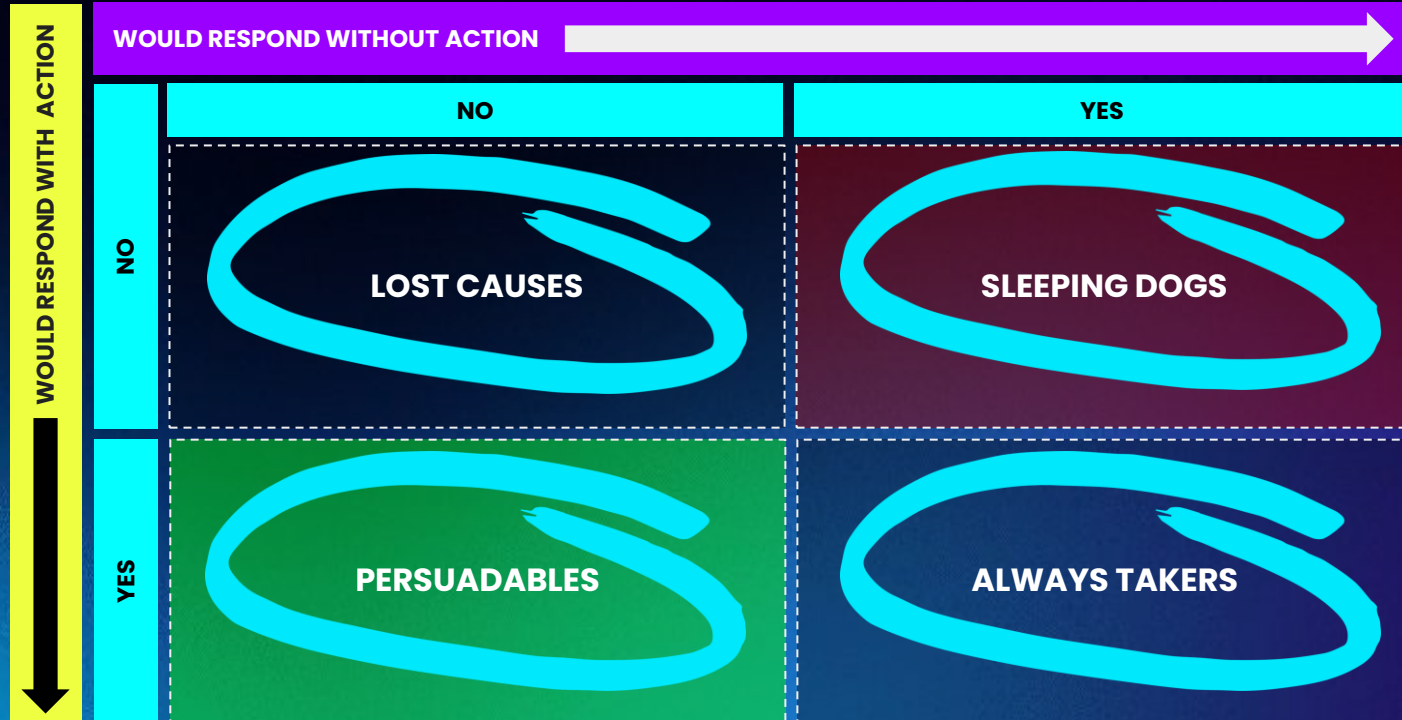 WOULD RESPOND WITHOUT ACTION
WOULD RESPOND WITH ACTION
NO
YES
NO
LOST CAUSES
SLEEPING DOGS
YES
PERSUADABLES
ALWAYS TAKERS